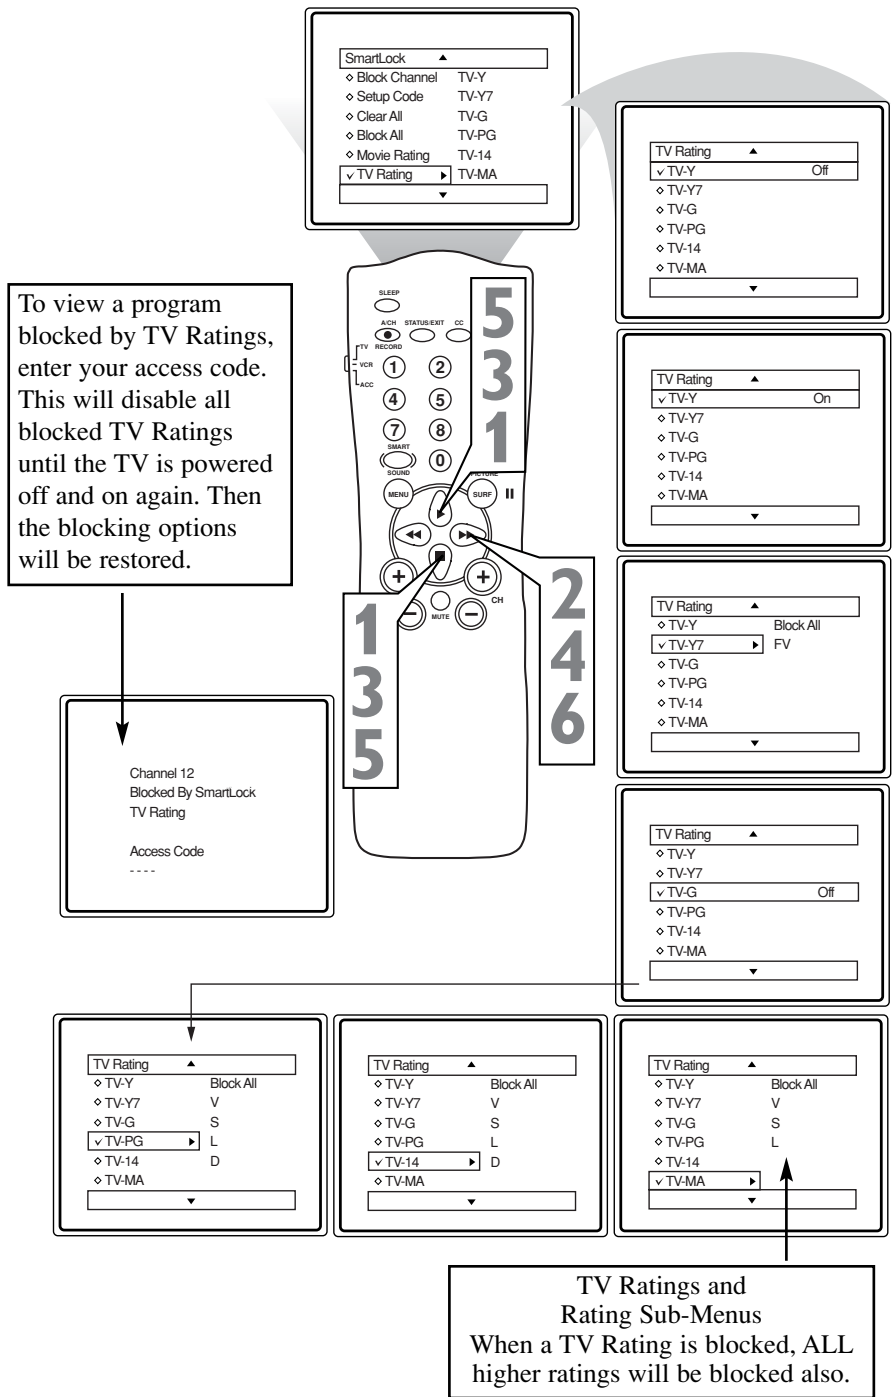 SmartLock
Block Channel TV-Y
Setup Code TV-Y7
Clear All TV-G
Block All TV-PG
Movie Rating TV-14
TV Rating TV-MA
TV Rating
TV-Y Off
TV-Y7
TV-G
TV-PG
TV-14
TV-MA
To view a program
blocked by TV Ratings,
enter your access code.
This will disable all
blocked TV Ratings
until the TV is powered
off and on again. Then
the blocking options
will be restored.
SLEEP
A/CH STATUS/EXIT CC
TV RECORD
VCR
ACC
1 2
4 5
7 8
SMART
0
SOUND PICTURE
MENU SURF
CH
MUTE
5
3
1
1
3
5
2
4
6
TV Rating
TV-Y On
TV-Y7
TV-G
TV-PG
TV-14
TV-MA
TV Rating
TV-Y Block All
TV-Y7 FV
TV-G
TV-PG
TV-14
TV-MA
Channel 12
Blocked By SmartLock
TV Rating
Access Code
- - - -
TV Rating
TV-Y
TV-Y7
TV-G Off
TV-PG
TV-14
TV-MA
TV Rating
TV-Y Block All
TV-Y7 V
TV-G S
TV-PG L
TV-14 D
TV-MA
TV Rating
TV-Y Block All
TV-Y7 V
TV-G S
TV-PG L
TV-14 D
TV-MA
TV Rating
TV-Y Block All
TV-Y7 V
TV-G S
TV-PG L
TV-14
TV-MA
TV Ratings and
Rating Sub-Menus
When a TV Rating is blocked, ALL
higher ratings will be blocked also.